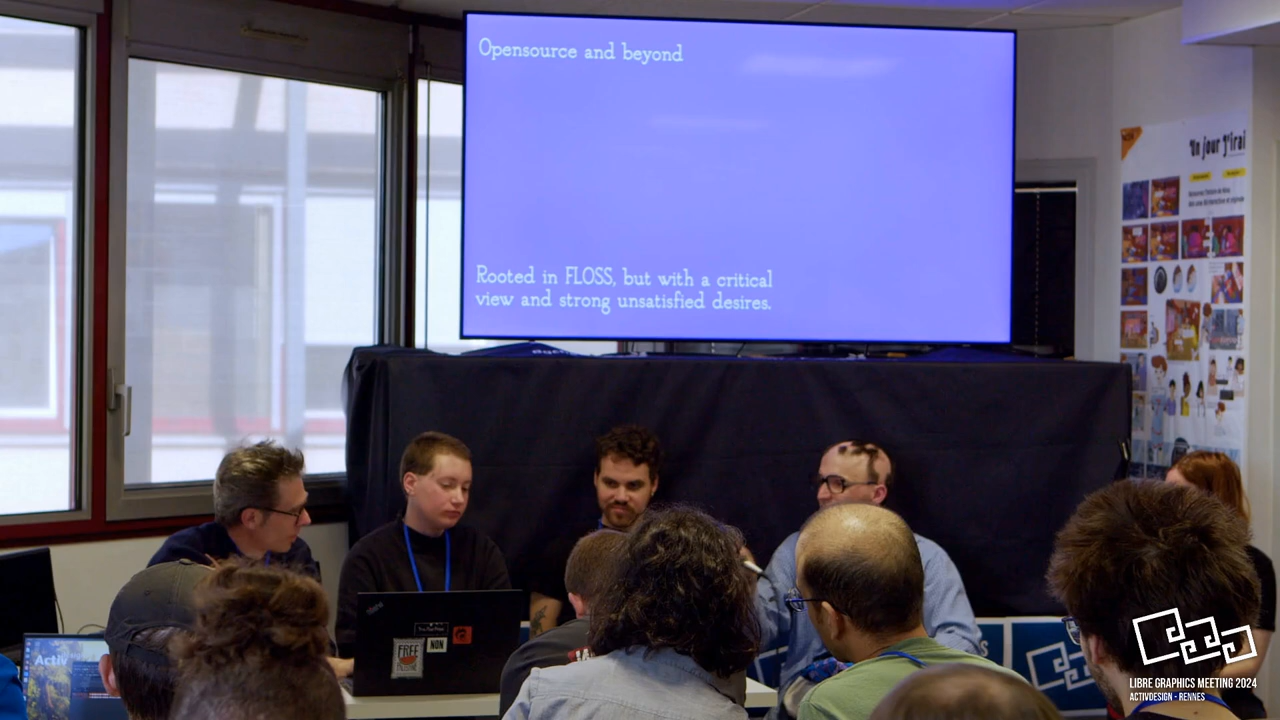 Opensource and beyond
Rooted in FLOSS, but with a critical
view and strong unsatisfied desires.
Un jour j'irai
FREE
NON
Activ
LIBRE GRAPHICS MEETING 2024
ACTIVDESIGN - RENNES